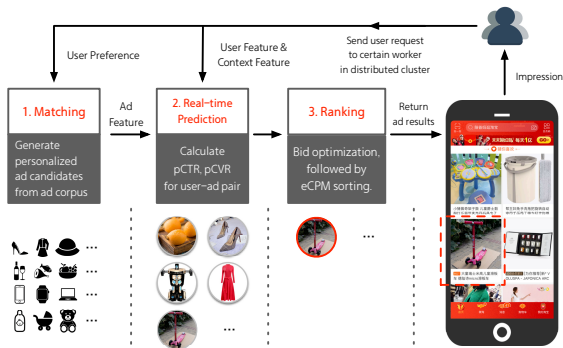 Send user request
to certain worker
in distributed cluster
User Preference
User Feature &
Context Feature
Impression
1. Matching
Generate
personalized
ad candidates
from ad corpus
Ad
Feature
2. Real-time
Prediction
Calculate
pCTR, pCVR
for user-ad pair
3. Ranking
Bid optimization,
followed by
eCPM sorting.
Return
ad results
...
...
...
...
...
...